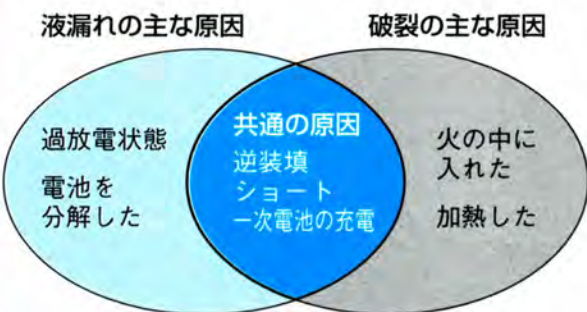 液漏れの主な原因
破裂の主な原因
過放電状態
電池を
分解した
共通の原因
逆装填
ショート
一次電池の充電
火の中に
入れた
加熱した